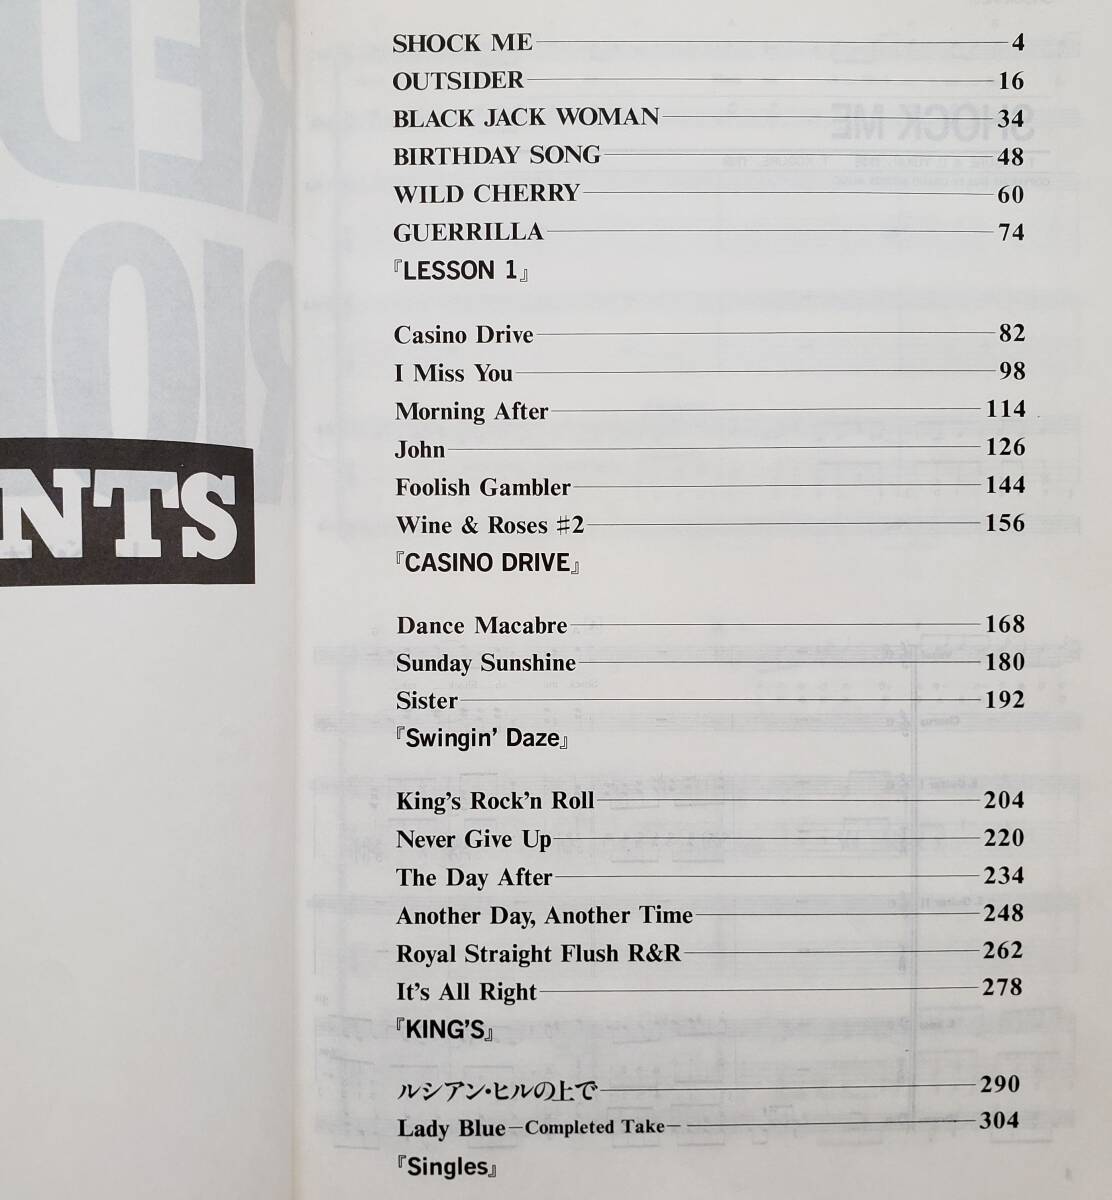 NTS
SHOCK ME 4
OUTSIDER 16
BLACK JACK WOMAN 34
BIRTHDAY SONG 48
WILD CHERRY 60
GUERRILLA 74
『LESSON 1』
Casino Drive 82
I Miss You 98
Morning After 114
John 126
Foolish Gambler 144
Wine & Roses ♯2 156
『CASINO DRIVE』
Dance Macabre 168
Sunday Sunshine 180
Sister 192
『Swingin' Daze』
King's Rock'n Roll 204
Never Give Up 220
The Day After 234
Another Day, Another Time 248
Royal Straight Flush R&R 262
It's All Right 278
『KING'S』
ルシアン・ヒルの上で 290
Lady Blue—Completed Take— 304
『Singles』
SHOCK ME